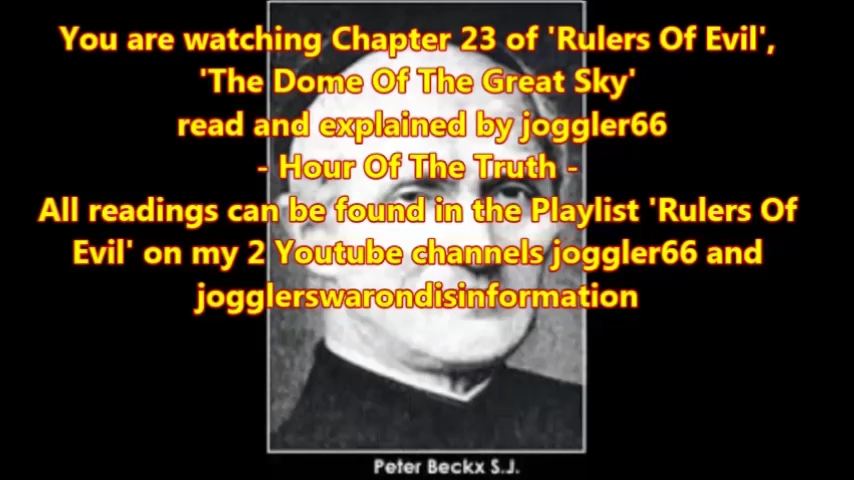 You are watching Chapter 23 of 'Rulers Of Evil',
'The Dome Of The Great Sky'
read and explained by joggler66
- Hour Of The Truth -
All readings can be found in the Playlist 'Rulers Of
Evil' on my 2 Youtube channels joggler66 and
jogglerswarondisinformation
Peter Beckx S.J.